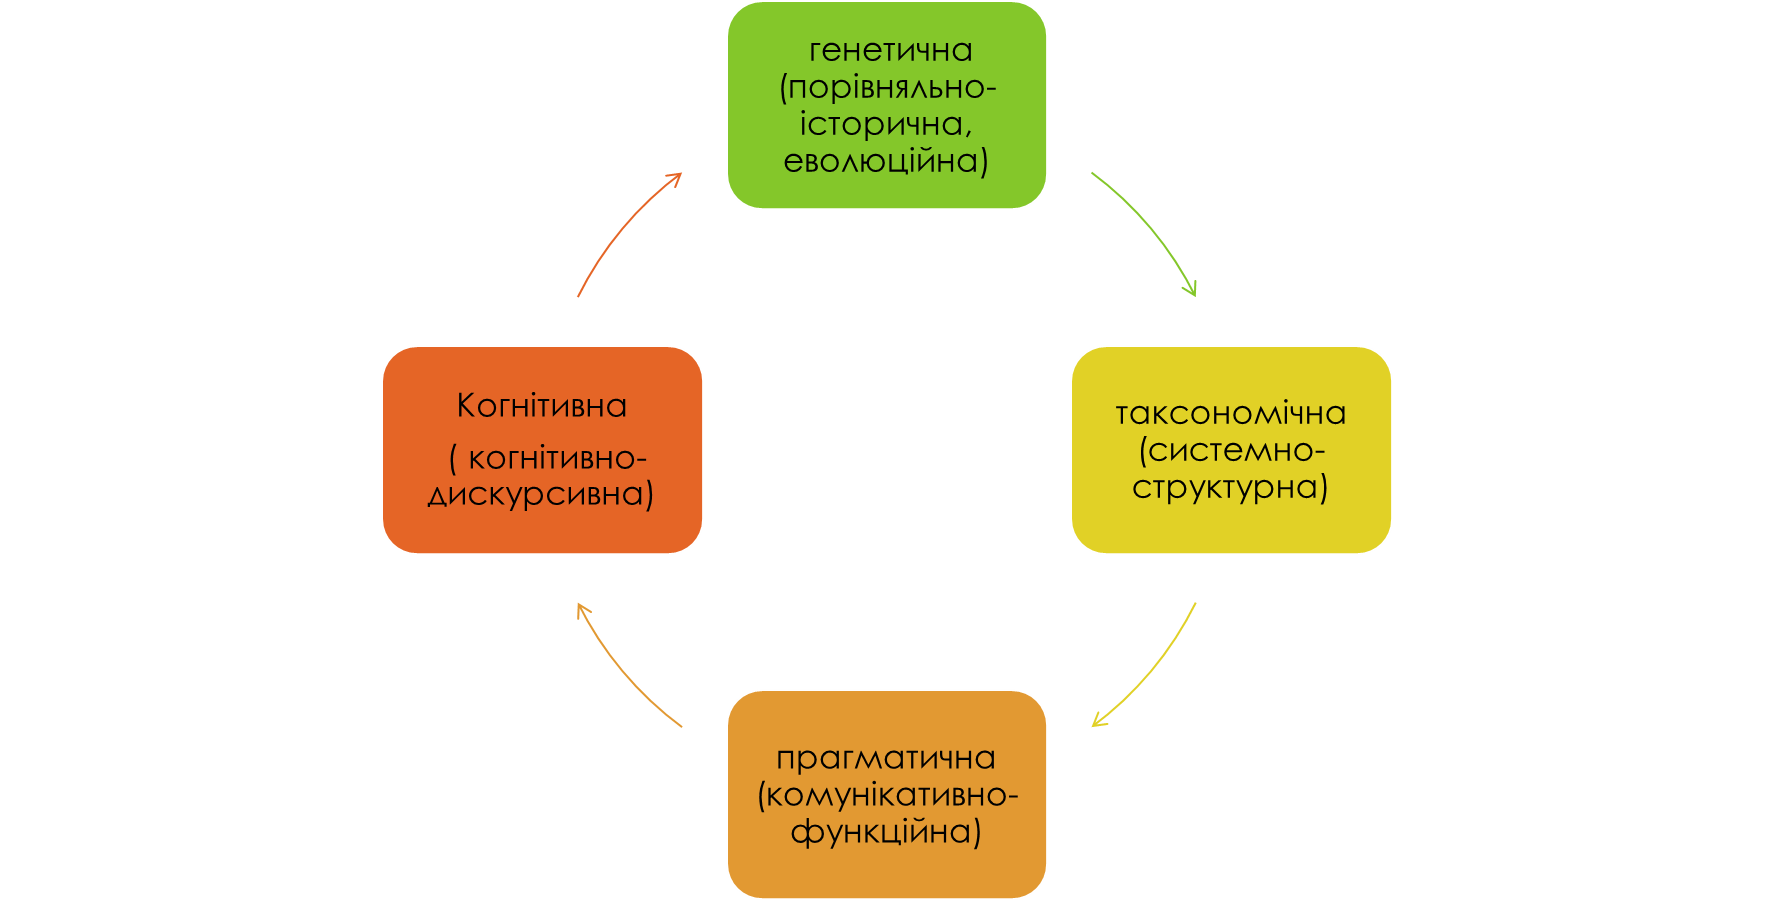 генетична
(порівняльно-
історична,
еволюційна)
таксономічна
(системно-
структурна)
прагматична
(комунікативно-
функційна)
Когнітивна
( когнітивно-
дискурсивна)